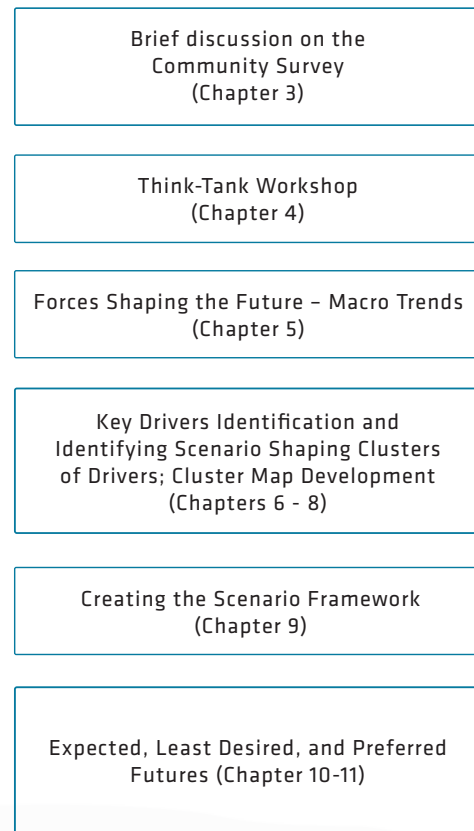 Brief discussion on the
Community Survey
(Chapter 3)
Think-Tank Workshop
(Chapter 4)
Forces Shaping the Future – Macro Trends
(Chapter 5)
Key Drivers Identification and
Identifying Scenario Shaping Clusters
of Drivers; Cluster Map Development
(Chapters 6 - 8)
Creating the Scenario Framework
(Chapter 9)
Expected, Least Desired, and Preferred
Futures (Chapter 10-11)